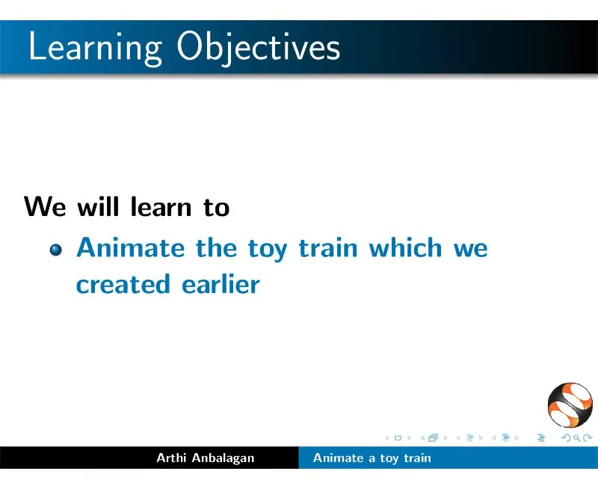 Learning Objectives
We will learn to
Animate the toy train which we
created earlier
Arthi Anbalagan
Animate a toy train